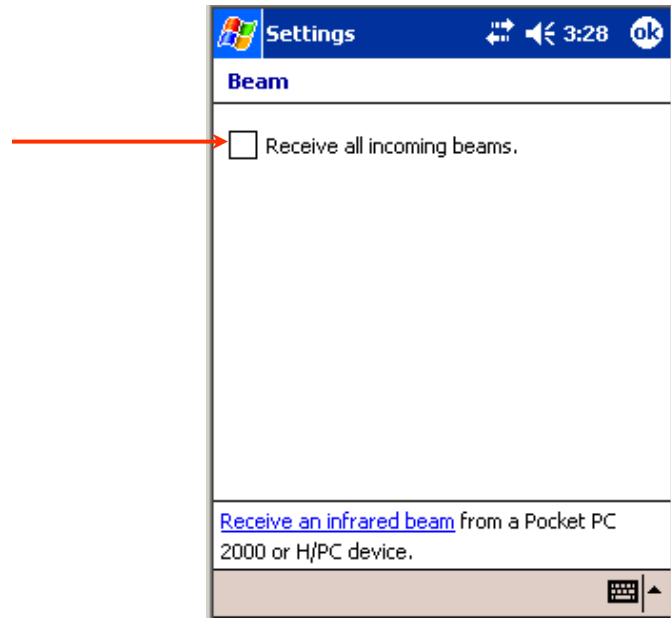 Settings 3:28 ok
Beam
Receive all incoming beams.
Receive an infrared beam from a Pocket PC
2000 or H/PC device.